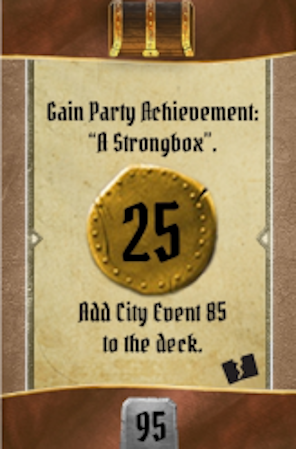 Gain Party Achievement:
"A Strongbox".
25
Add City Event 85
to the deck.
95